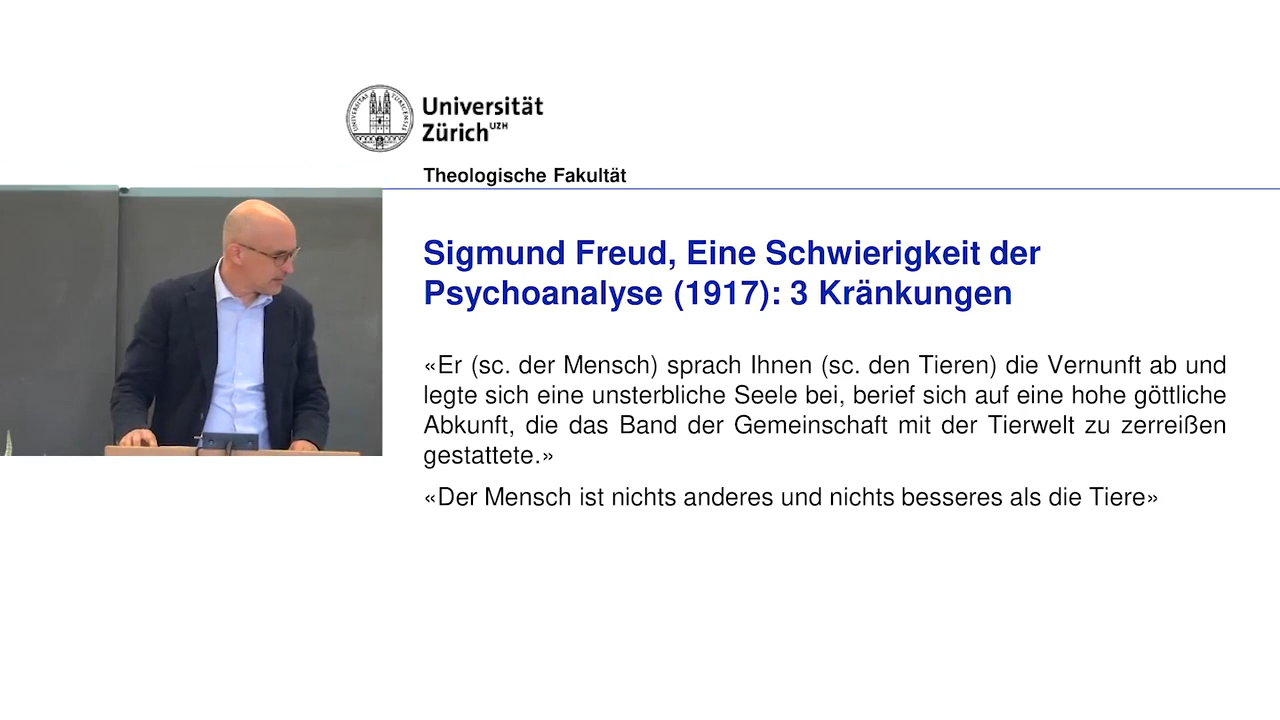 Universität
Zürich UZH
Theologische Fakultät
Sigmund Freud, Eine Schwierigkeit der
Psychoanalyse (1917): 3 Kränkungen
«Er (sc. der Mensch) sprach Ihnen (sc. den Tieren) die Vernunft ab und
legte sich eine unsterbliche Seele bei, berief sich auf eine hohe göttliche
Abkunft, die das Band der Gemeinschaft mit der Tierwelt zu zerreißen
gestattete.»
«Der Mensch ist nichts anderes und nichts besseres als die Tiere»